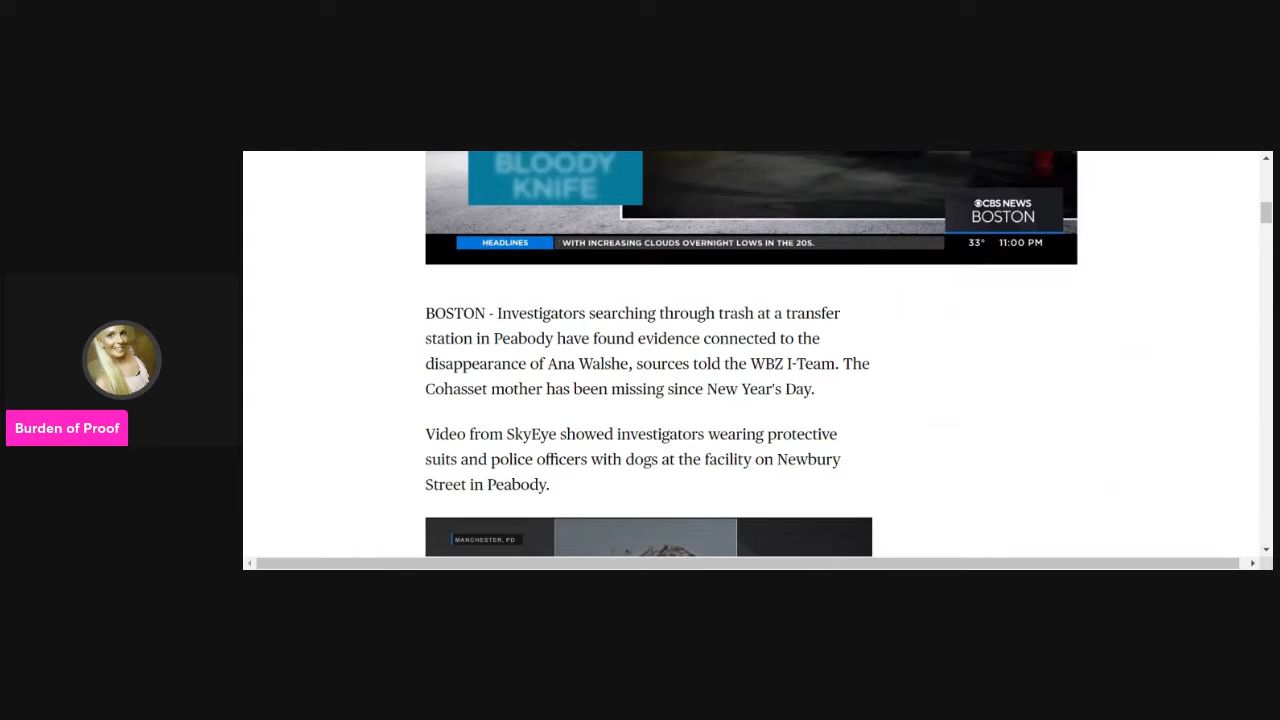 BLOODY
KNIFE
CBS NEWS
BOSTON
HEADLINES WITH INCREASING CLOUDS OVERNIGHT LOWS IN THE 20S. 33° 11:00 PM
BOSTON - Investigators searching through trash at a transfer
station in Peabody have found evidence connected to the
disappearance of Ana Walshe, sources told the WBZ I-Team. The
Cohasset mother has been missing since New Year's Day.
Burden of Proof
Video from SkyEye showed investigators wearing protective
suits and police officers with dogs at the facility on Newbury
Street in Peabody.
MANCHESTER, PD